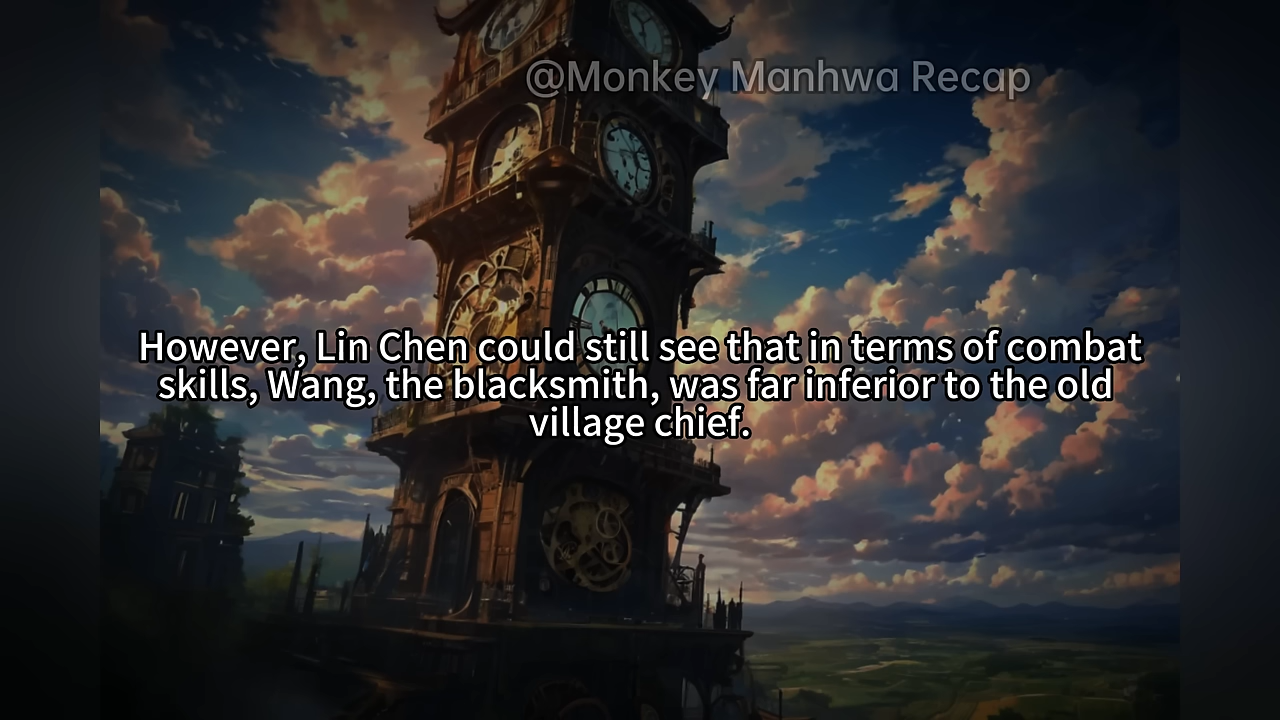 @Monkey Manhwa Recap
However, Lin Chen could still see that in terms of combat
skills, Wang, the blacksmith, was far inferior to the old
village chief.